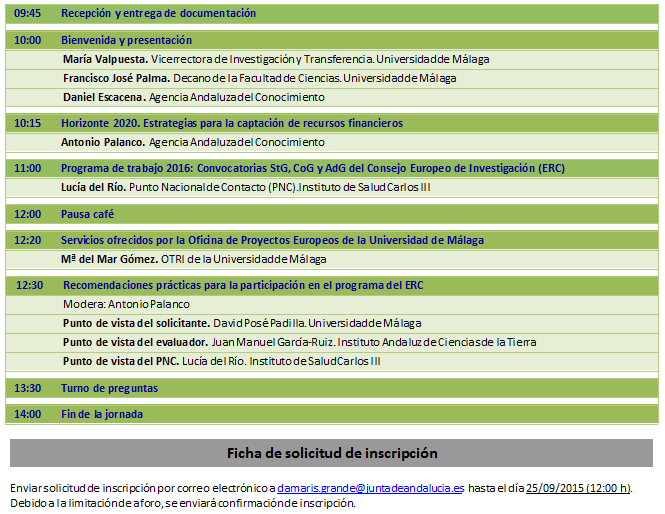 09:45 Recepción y entrega de documentación
10:00 Bienvenida y presentación
María Valpuesta. Vicerrectora de Investigación y Transferencia. Universidad de Málaga
Francisco José Palma. Decano de la Facultad de Ciencias. Universidad de Málaga
Daniel Escacena. Agencia Andaluza del Conocimiento
10:15 Horizonte 2020. Estrategias para la captación de recursos financieros
Antonio Palanco. Agencia Andaluza del Conocimiento
11:00 Programa de trabajo 2016: Convocatorias StG, CoG y AdG del Consejo Europeo de Investigación (ERC)
Lucía del Río. Punto Nacional de Contacto (PNC).Instituto de Salud Carlos III
12:00 Pausa café
12:20 Servicios ofrecidos por la Oficina de Proyectos Europeos de la Universidad de Málaga
Mª del Mar Gómez. OTRI de la Universidad de Málaga
12:30 Recomendaciones prácticas para la participación en el programa del ERC
Modera: Antonio Palanco
Punto de vista del solicitante. David Posé Padilla. Universidad de Málaga
Punto de vista del evaluador. Juan Manuel García-Ruiz. Instituto Andaluz de Ciencias de la Tierra
Punto de vista del PNC. Lucía del Río. Instituto de Salud Carlos III
13:30 Turno de preguntas
14:00 Fin de la jornada
Ficha de solicitud de inscripción
Enviar solicitud de inscripción por correo electrónico a damaris.grande@juntadeandalucia.es hasta el día 25/09/2015 (12:00 h).
Debido a la limitación de aforo, se enviará confirmación de inscripción.